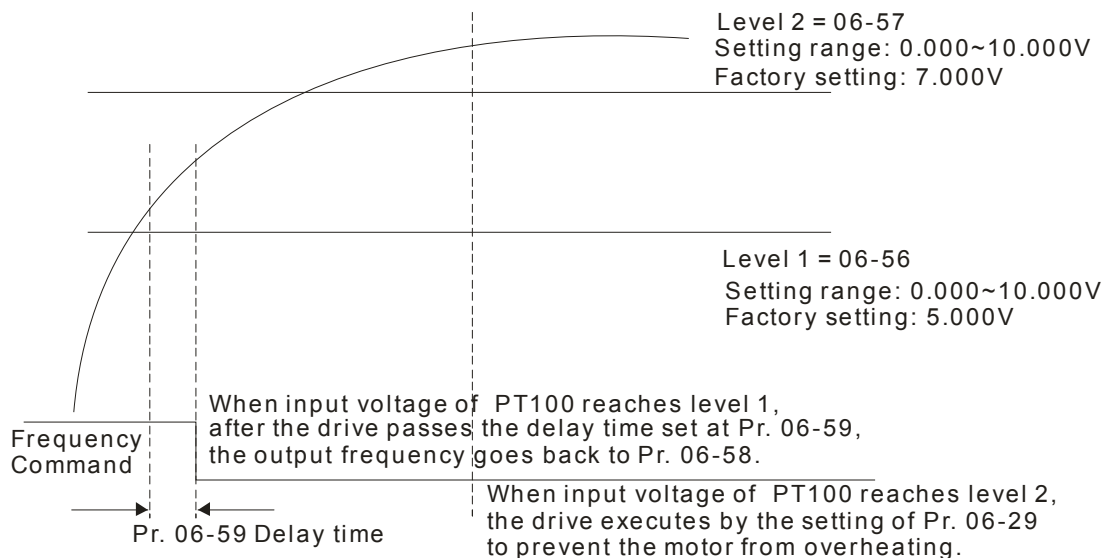 Level 2 = 06-57
Setting range: 0.000~10.000V
Factory setting: 7.000V
Level 1 = 06-56
Setting range: 0.000~10.000V
Factory setting: 5.000V
When input voltage of PT100 reaches level 1,
after the drive passes the delay time set at Pr. 06-59,
the output frequency goes back to Pr. 06-58.
Frequency
Command
Pr. 06-59 Delay time
When input voltage of PT100 reaches level 2,
the drive executes by the setting of Pr. 06-29
to prevent the motor from overheating.